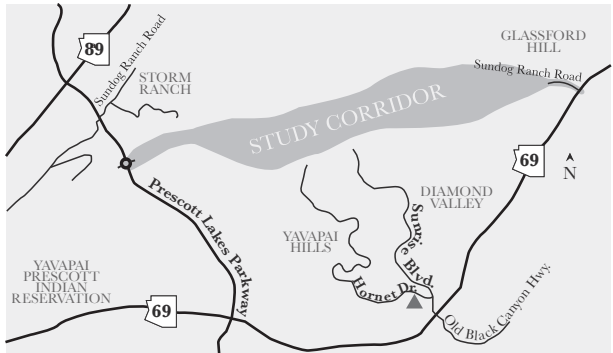 GLASSFORD
HILL
89
Sundog Ranch Road
Sundog Ranch Road
STORM
RANCH
STUDY CORRIDOR
69
N
Prescott Lakes Parkway
DIAMOND
VALLEY
Sunrise Blvd.
YAVAPAI
HILLS
YAVAPAI
PRESCOTT
INDIAN
RESERVATION
Hornet Dr.
Old Black Canyon Hwy.
69